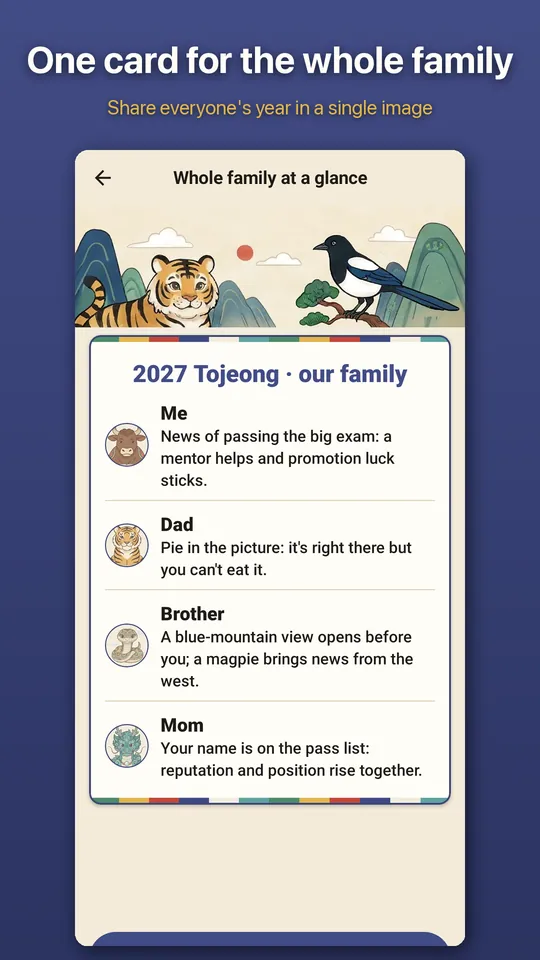 One card for the whole family
Share everyone's year in a single image
Whole family at a glance
2027 Tojeong · our family
Me
News of passing the big exam: a
mentor helps and promotion luck
sticks.
Dad
Pie in the picture: it's right there but
you can't eat it.
Brother
A blue-mountain view opens before
you; a magpie brings news from the
west.
Mom
Your name is on the pass list:
reputation and position rise together.